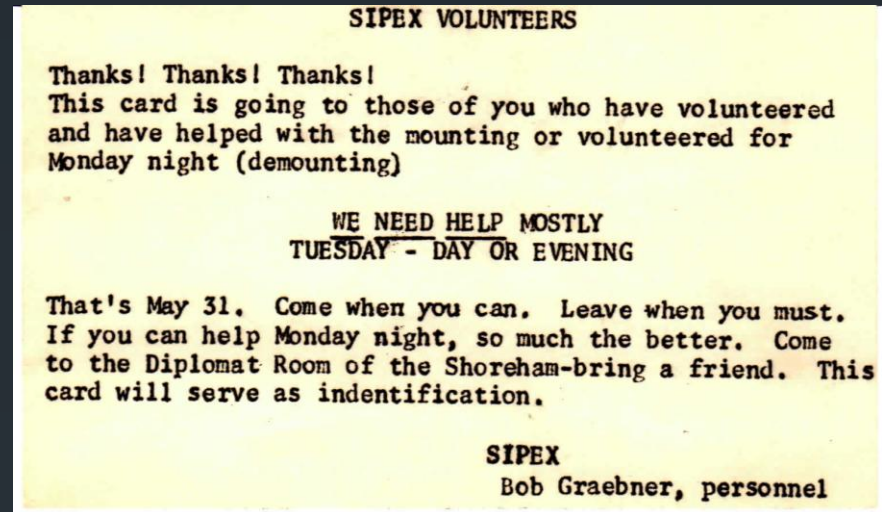 SIPEX VOLUNTEERS
Thanks! Thanks! Thanks!
This card is going to those of you who have volunteered
and have helped with the mounting or volunteered for
Monday night (demounting)
WE NEED HELP MOSTLY
TUESDAY - DAY OR EVENING
That's May 31. Come when you can. Leave when you must.
If you can help Monday night, so much the better. Come
to the Diplomat Room of the Shoreham-bring a friend. This
card will serve as indentification.
SIPEX
Bob Graebner, personnel